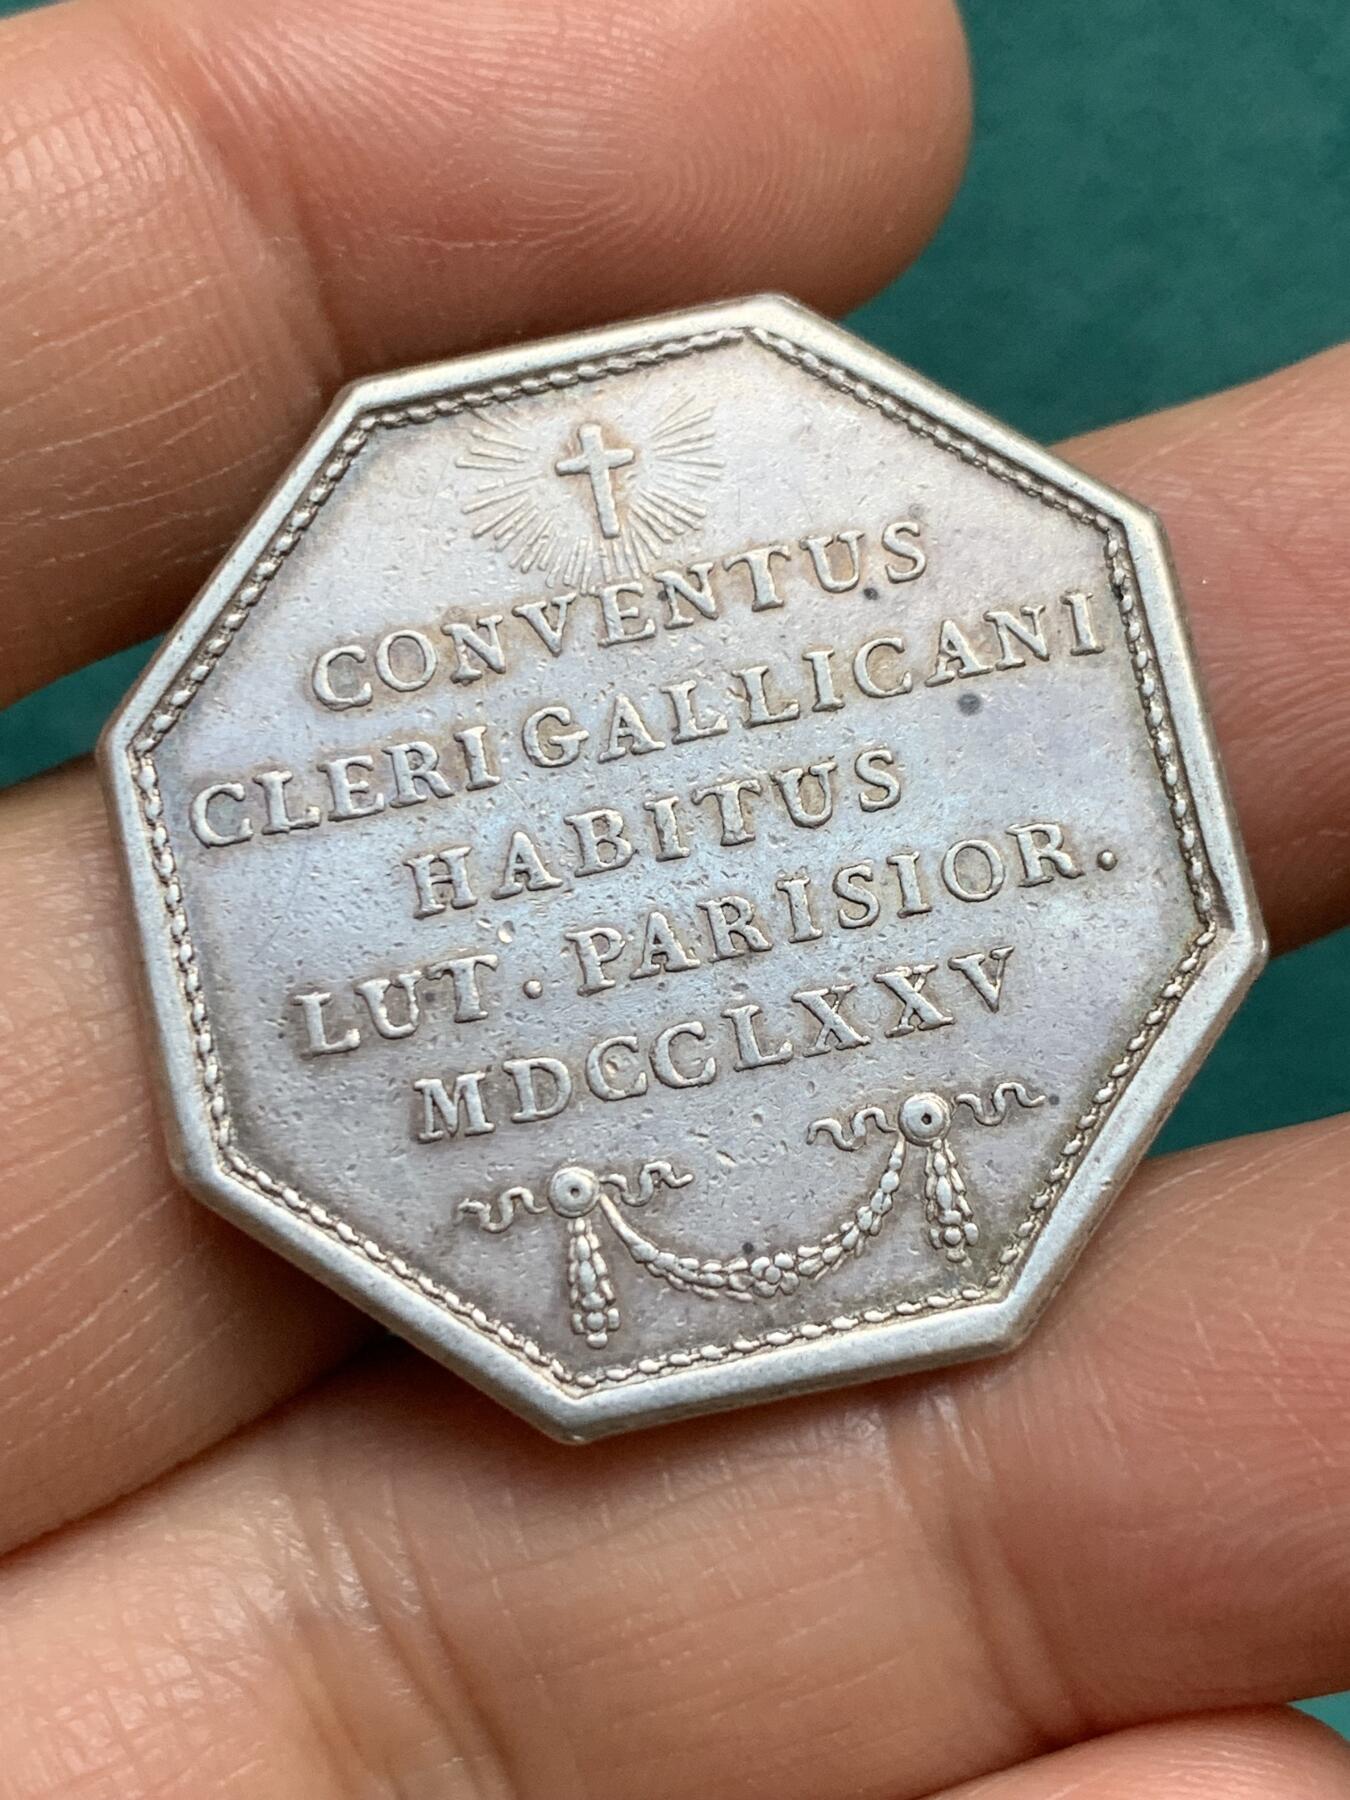 CONVENTUS
CLERI GALLICANI
HABITUS
LUT. PARISIOR.
MDCCLXXV